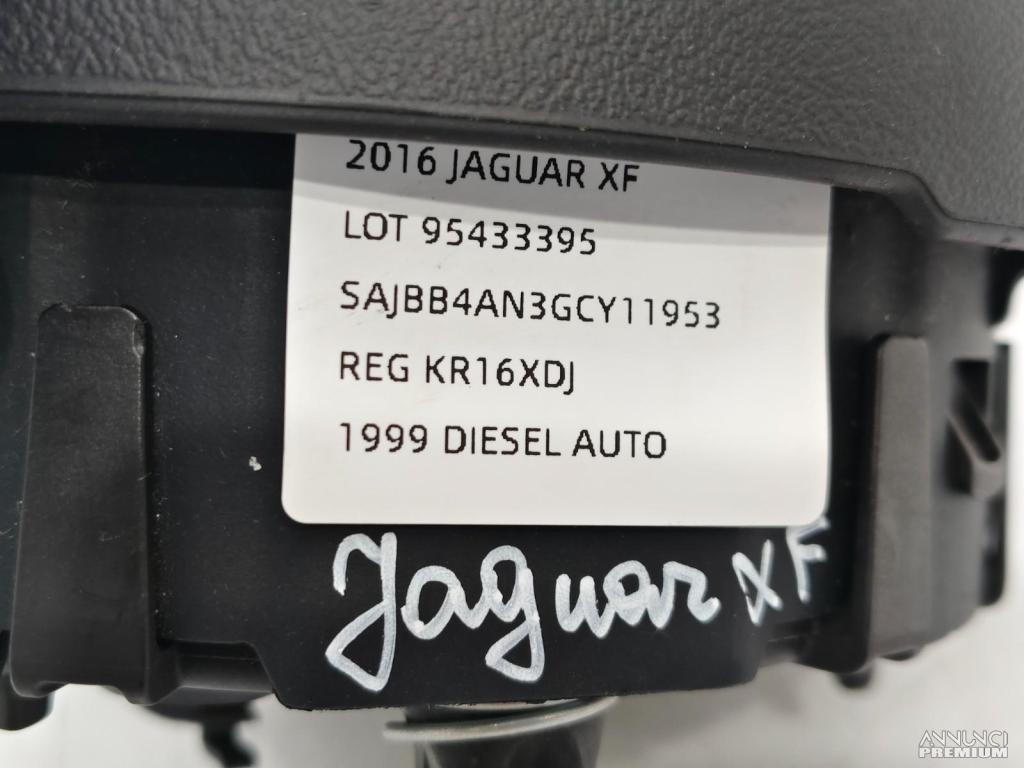 2016 JAGUAR XF
LOT 95433395
SAJBB4AN3GCY11953
REG KR16XDJ
1999 DIESEL AUTO
Jaguar XF
ANNUNCI
PREMIUM